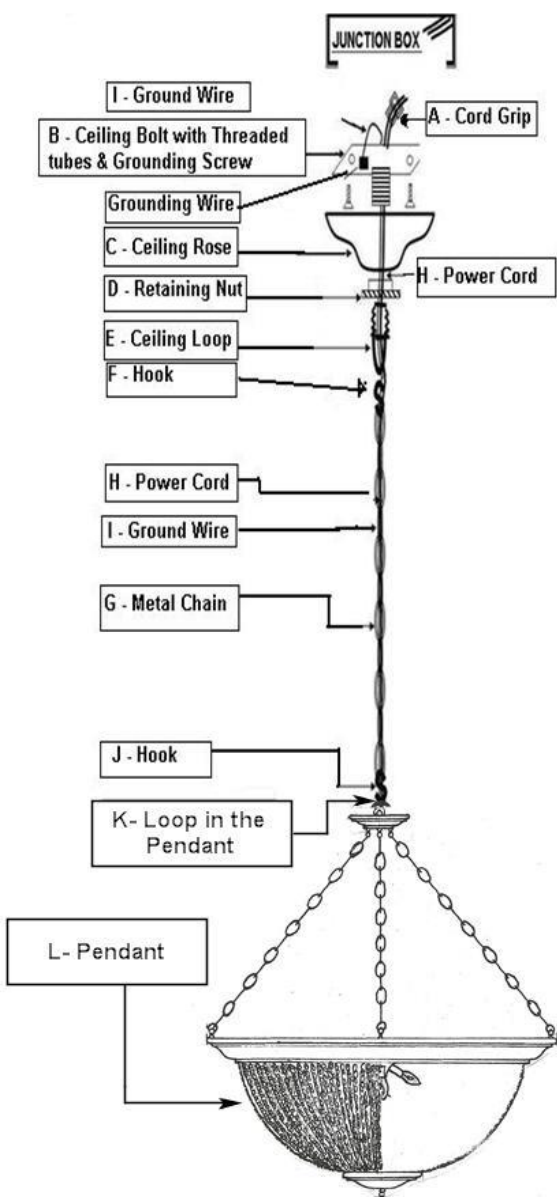 JUNCTION BOX
I - Ground Wire
A - Cord Grip
B - Ceiling Bolt with Threaded
tubes & Grounding Screw
Grounding Wire
C - Ceiling Rose
H - Power Cord
D - Retaining Nut
E - Ceiling Loop
F - Hook
H - Power Cord
I - Ground Wire
G - Metal Chain
J - Hook
K- Loop in the
Pendant
L- Pendant